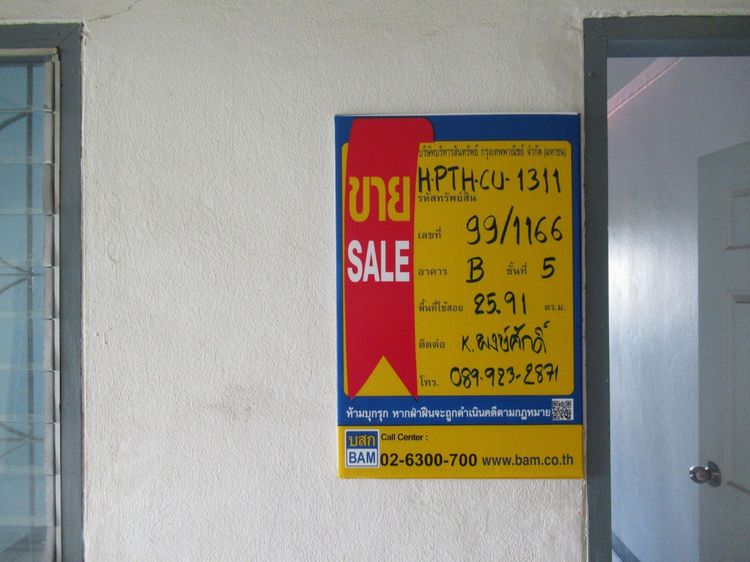 ขาย
SALE
บริษัทบริหารสินทรัพย์ กรุงเทพพาณิชย์ จำกัด (มหาชน)
H-PTH-CU-1311
รหัสทรัพย์สิน
เลขที่ 99/1166
อาคาร B ชั้นที่ 5
พื้นที่ใช้สอย 25.91 ตร.ม.
ติดต่อ K. พงษ์ศักดิ์
โทร. 089-923-2871
ห้ามบุกรุก หากฝ่าฝืนจะถูกดำเนินคดีตามกฎหมาย
บสก
BAM
Call Center :
02-6300-700 www.bam.co.th